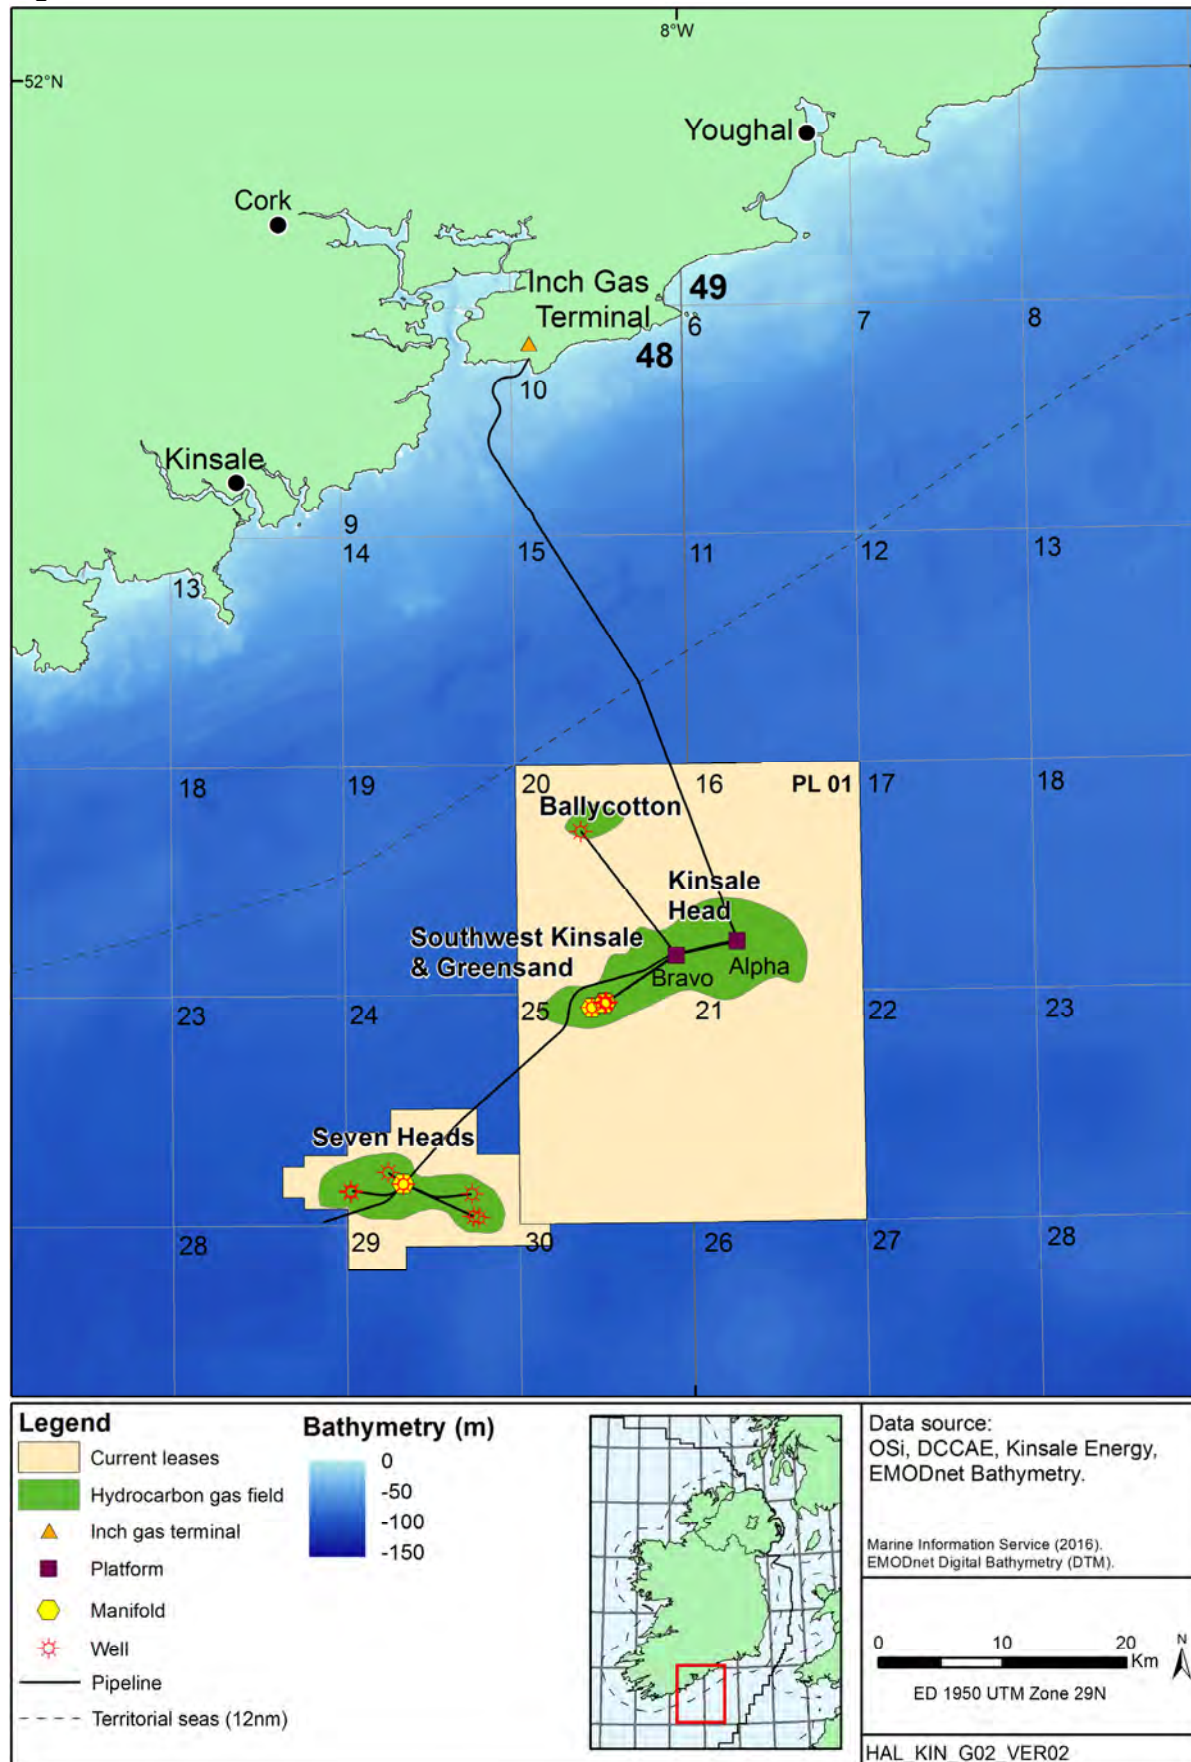 8°W
52°N
Youghal
Cork
Inch Gas
Terminal
49
6
7
8
48
10
Kinsale
9
14
15
11
12
13
13
18
19
20
16
PL 01
17
18
Ballycotton
Kinsale
Head
Southwest Kinsale
& Greensand
Bravo
Alpha
23
24
25
21
22
23
Seven Heads
28
29
30
26
27
28
Legend
Current leases
Hydrocarbon gas field
Inch gas terminal
Platform
Manifold
Well
Pipeline
Territorial seas (12nm)
Bathymetry (m)
0
-50
-100
-150
Data source:
OSi, DCCAE, Kinsale Energy,
EMODnet Bathymetry.
Marine Information Service (2016).
EMODnet Digital Bathymetry (DTM).
0 10 20
Km
N
ED 1950 UTM Zone 29N
HAL_KIN_G02_VER02